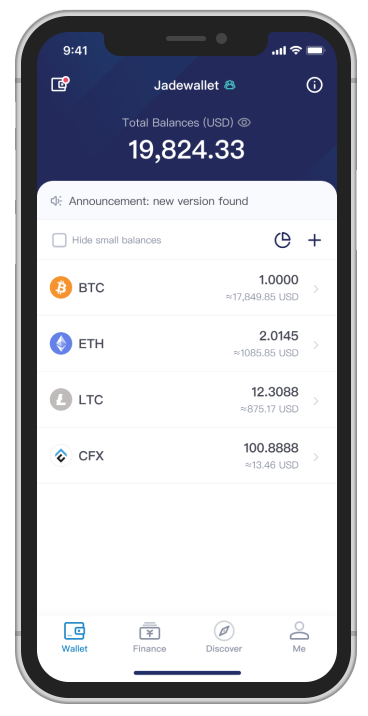 9:41
Jadewallet
Total Balances (USD)
19,824.33
Announcement: new version found
Hide small balances
BTC 1.0000
≈17,849.85 USD
ETH 2.0145
≈1085.85 USD
LTC 12.3088
≈875.17 USD
CFX 100.8888
≈13.46 USD
Wallet Finance Discover Me